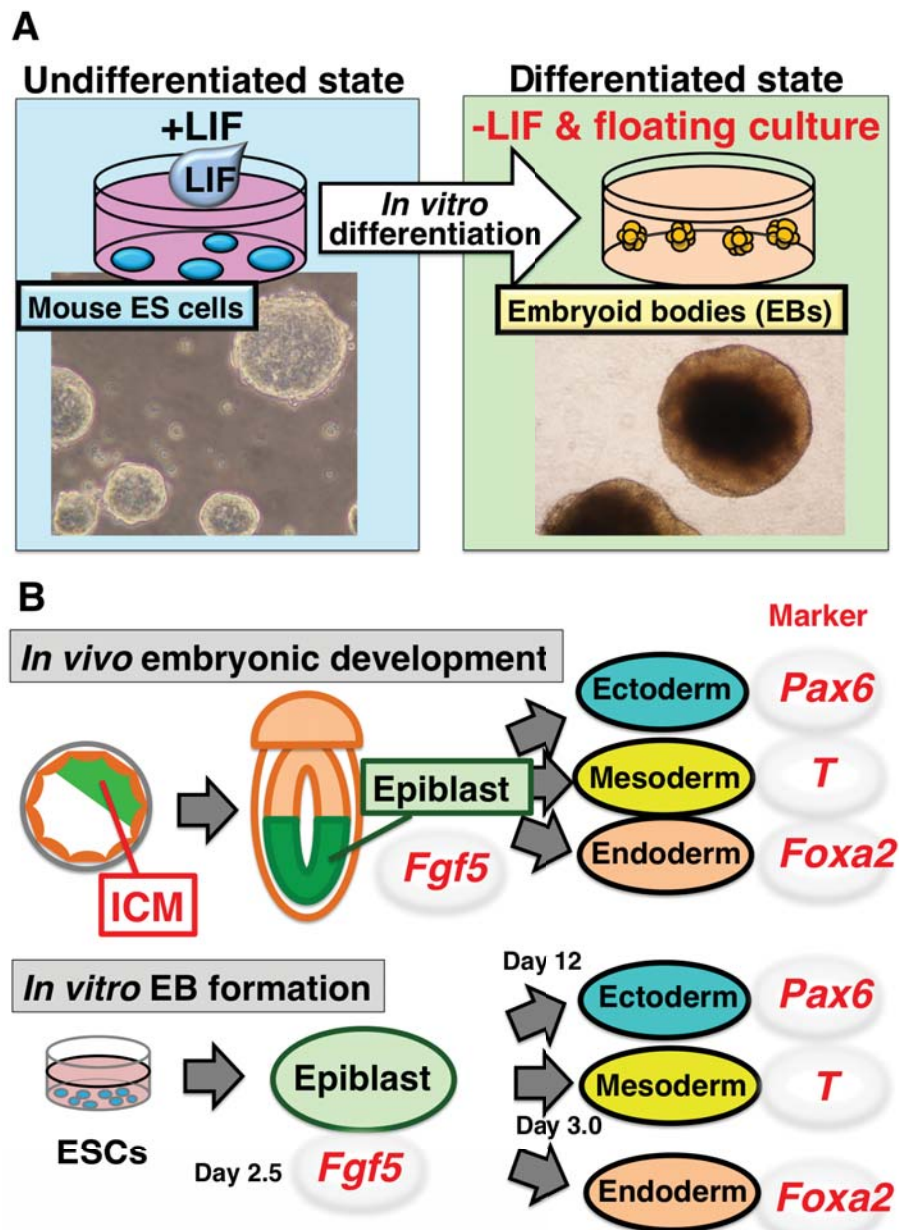 A
Undifferentiated state
Differentiated state
+LIF
LIF
-LIF & floating culture
In vitro
differentiation
Mouse ES cells
Embryoid bodies (EBs)
B
Marker
In vivo embryonic development
Ectoderm
Pax6
Epiblast
Mesoderm
T
Fgf5
Endoderm
Foxa2
ICM
In vitro EB formation
Day 12
Ectoderm
Pax6
Epiblast
Mesoderm
T
Day 3.0
ESCs
Day 2.5
Fgf5
Endoderm
Foxa2